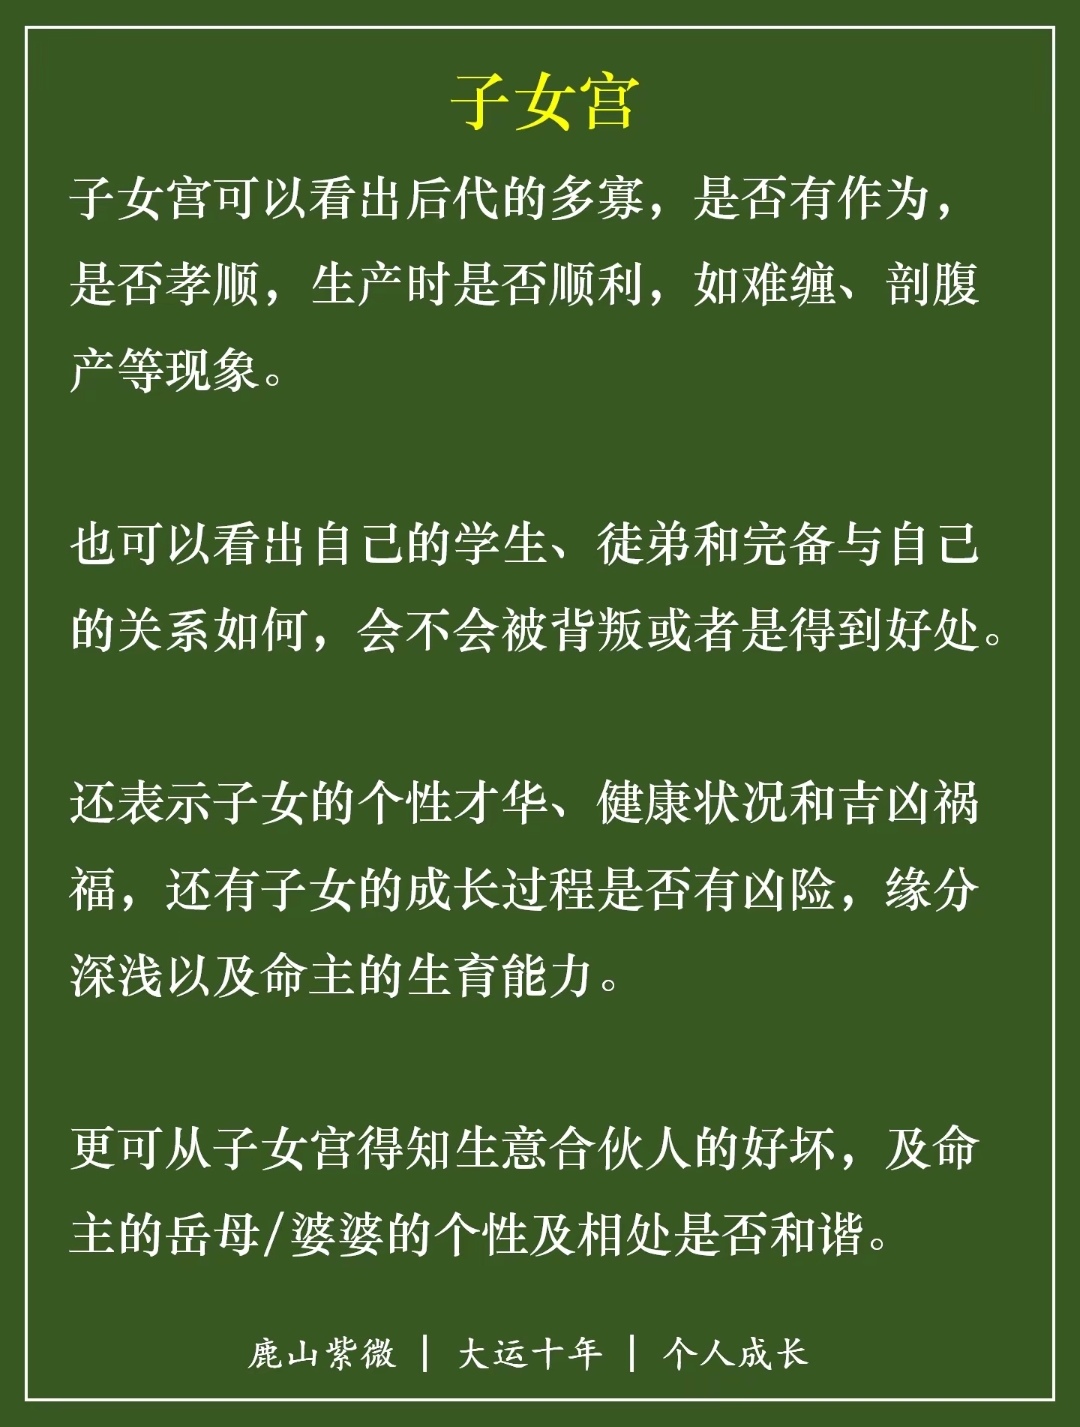 子女宫
子女宫可以看出后代的多寡，是否有作为，
是否孝顺，生产时是否顺利，如难缠、剖腹
产等现象。
也可以看出自己的学生、徒弟和完备与自己
的关系如何，会不会被背叛或者是得到好处。
还表示子女的个性才华、健康状况和吉凶祸
福，还有子女的成长过程是否有凶险，缘分
深浅以及命主的生育能力。
更可从子女宫得知生意合伙人的好坏，及命
主的岳母/婆婆的个性及相处是否和谐。
鹿山紫微 | 大运十年 | 个人成长